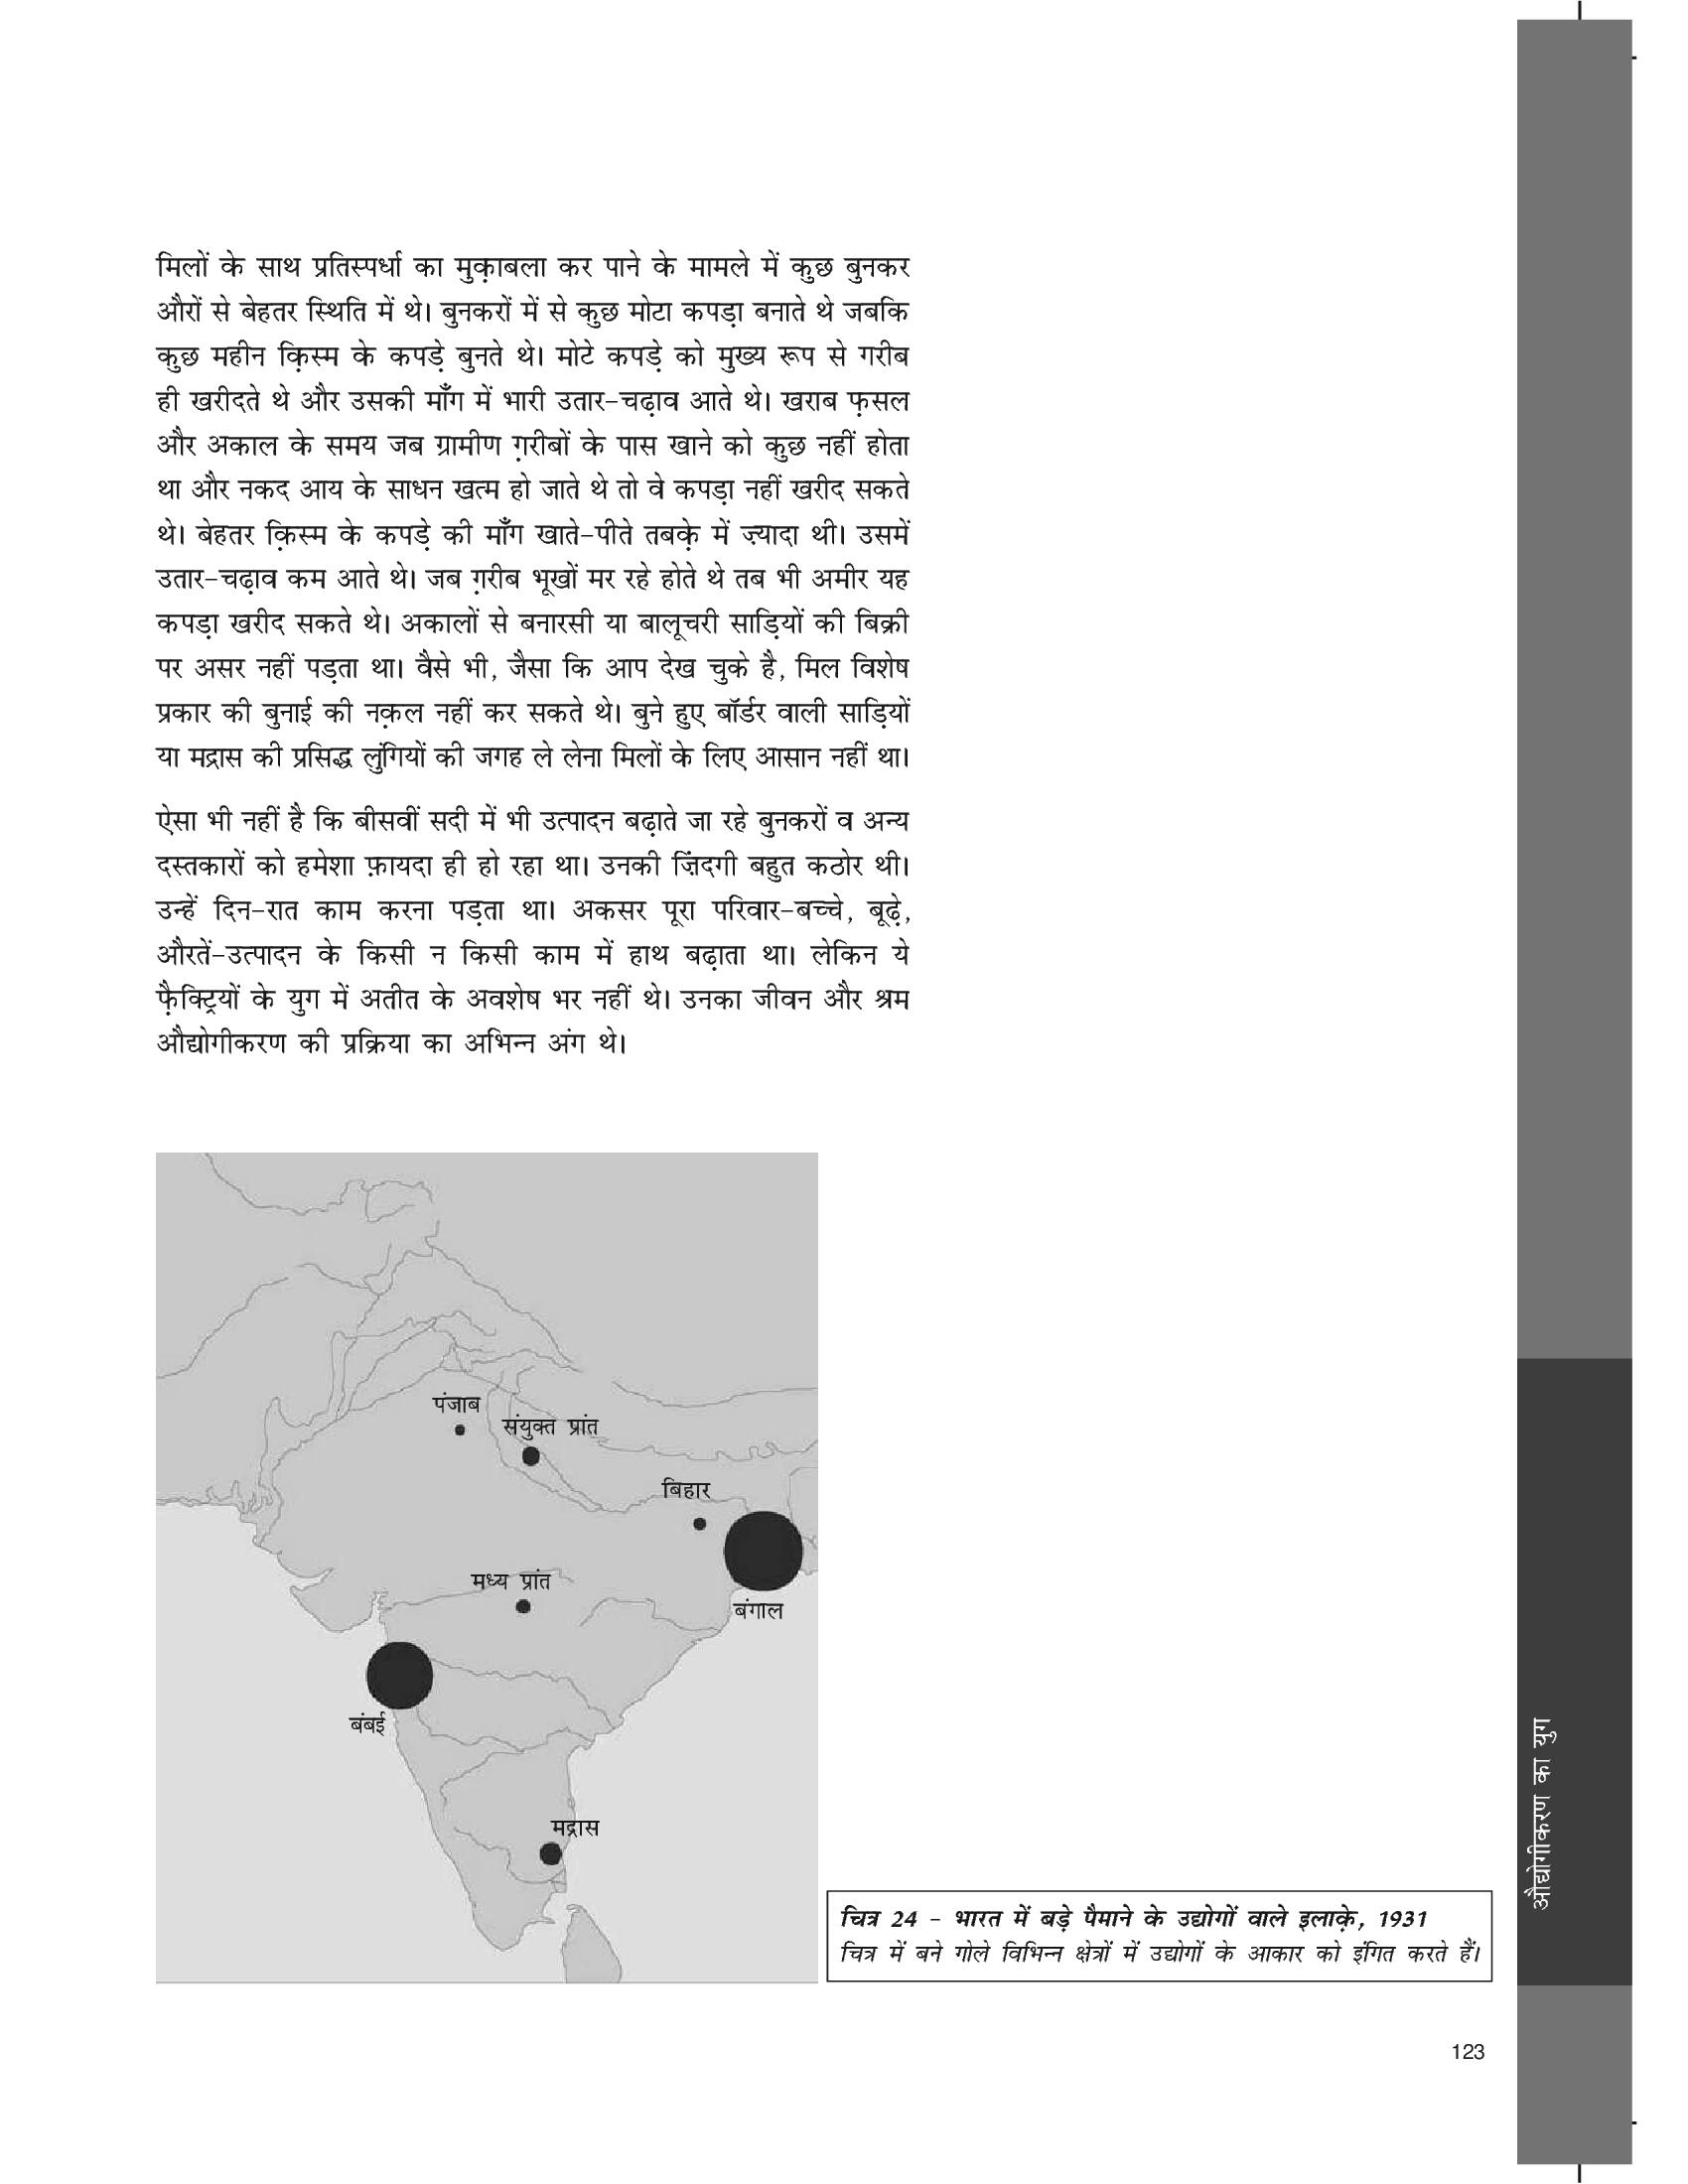 मिलों के साथ प्रतिस्पर्धा का मुक़ाबला कर पाने के मामले में कुछ बुनकर
औरों से बेहतर स्थिति में थे। बुनकरों में से कुछ मोटा कपड़ा बनाते थे जबकि
कुछ महीन क़िस्म के कपड़े बुनते थे। मोटे कपड़े को मुख्य रूप से गरीब
ही खरीदते थे और उसकी माँग में भारी उतार-चढ़ाव आते थे। खराब फ़सल
और अकाल के समय जब ग्रामीण ग़रीबों के पास खाने को कुछ नहीं होता
था और नकद आय के साधन खत्म हो जाते थे तो वे कपड़ा नहीं खरीद सकते
थे। बेहतर क़िस्म के कपड़े की माँग खाते-पीते तबक़े में ज़्यादा थी। उसमें
उतार-चढ़ाव कम आते थे। जब ग़रीब भूखों मर रहे होते थे तब भी अमीर यह
कपड़ा खरीद सकते थे। अकालों से बनारसी या बालूचरी साड़ियों की बिक्री
पर असर नहीं पड़ता था। वैसे भी, जैसा कि आप देख चुके है, मिल विशेष
प्रकार की बुनाई की नक़ल नहीं कर सकते थे। बुने हुए बॉर्डर वाली साड़ियों
या मद्रास की प्रसिद्ध लुंगियों की जगह ले लेना मिलों के लिए आसान नहीं था।
ऐसा भी नहीं है कि बीसवीं सदी में भी उत्पादन बढ़ाते जा रहे बुनकरों व अन्य
दस्तकारों को हमेशा फ़ायदा ही हो रहा था। उनकी ज़िंदगी बहुत कठोर थी।
उन्हें दिन-रात काम करना पड़ता था। अकसर पूरा परिवार-बच्चे, बूढ़े,
औरतें-उत्पादन के किसी न किसी काम में हाथ बढ़ाता था। लेकिन ये
फ़ैक्ट्रियों के युग में अतीत के अवशेष भर नहीं थे। उनका जीवन और श्रम
औद्योगीकरण की प्रक्रिया का अभिन्न अंग थे।
पंजाब
संयुक्त प्रांत
बिहार
मध्य प्रांत
बंगाल
बंबई
मद्रास
चित्र 24 - भारत में बड़े पैमाने के उद्योगों वाले इलाक़े, 1931
चित्र में बने गोले विभिन्न क्षेत्रों में उद्योगों के आकार को इंगित करते हैं।
औद्योगीकरण का युग
123